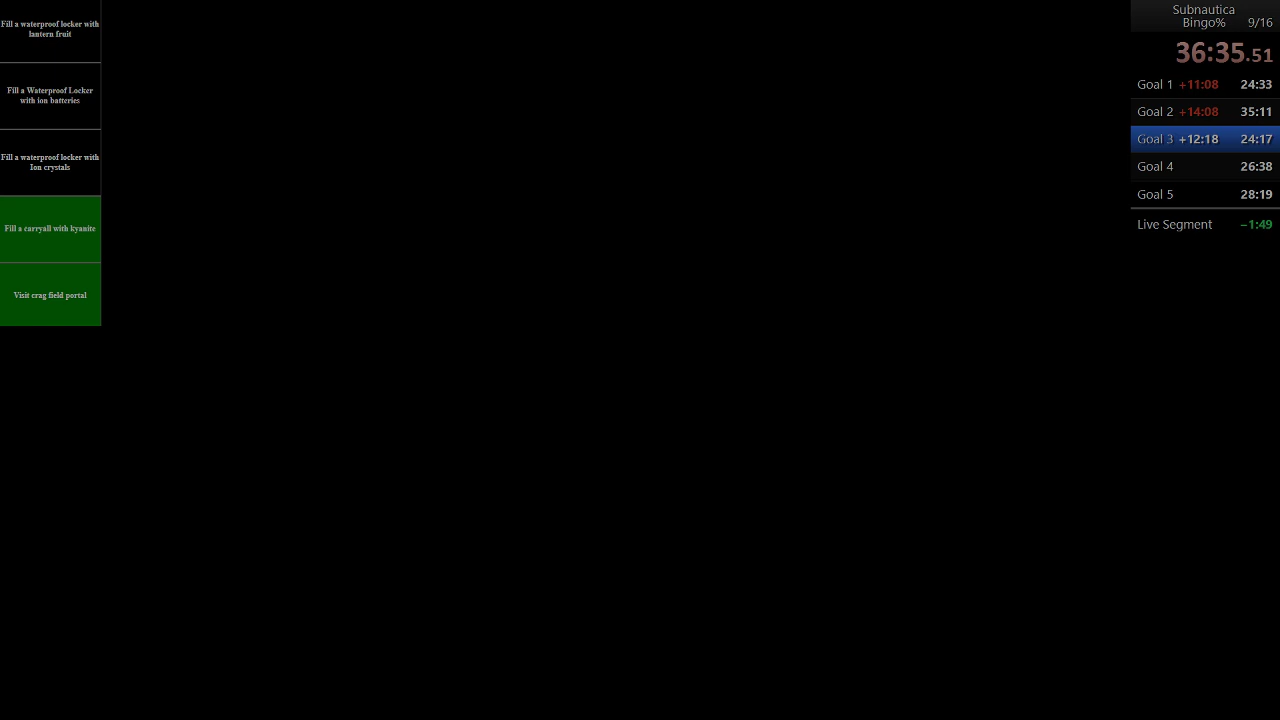 Fill a waterproof locker with
lantern fruit
Fill a Waterproof Locker
with ion batteries
Fill a waterproof locker with
Ion crystals
Fill a carryall with kyanite
Visit crag field portal
Subnautica
Bingo% 9/16
36:35.51
Goal 1 +11:08 24:33
Goal 2 +14:08 35:11
Goal 3 +12:18 24:17
Goal 4 26:38
Goal 5 28:19
Live Segment −1:49